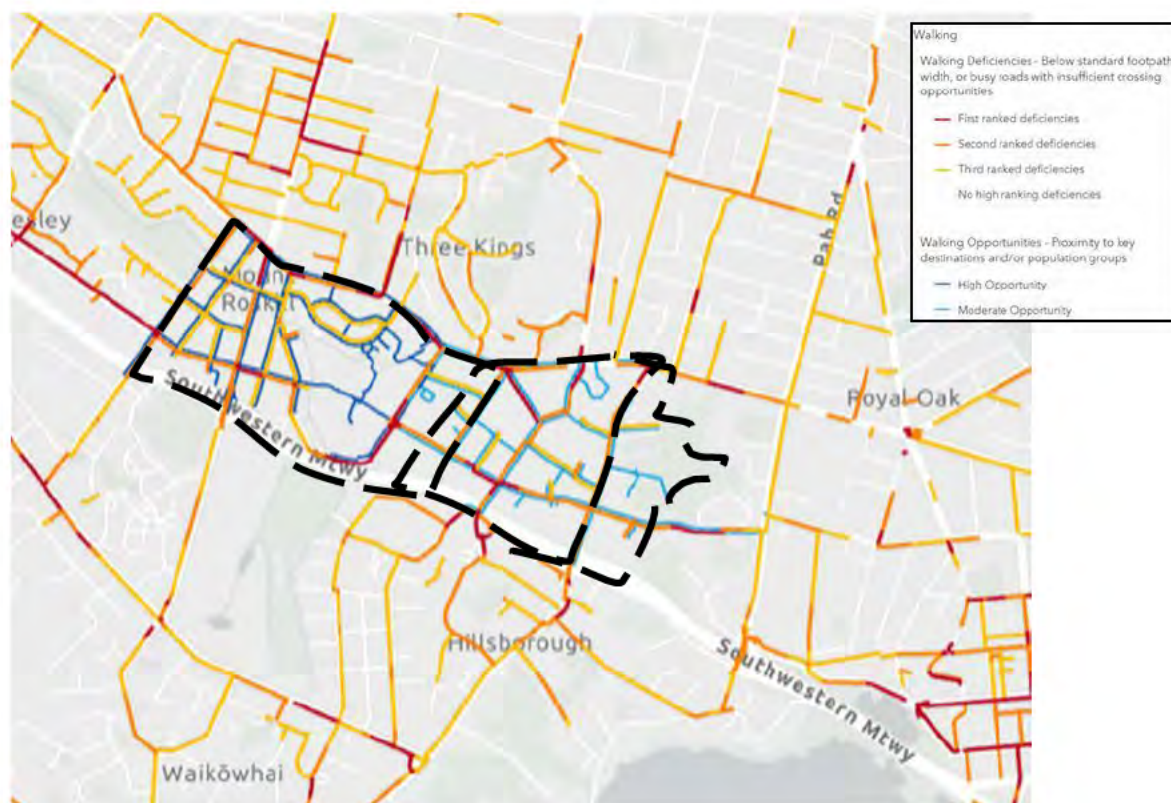 Walking
Walking Deficiencies - Below standard footpath
width, or busy roads with insufficient crossing
opportunities
First ranked deficiencies
Second ranked deficiencies
Third ranked deficiencies
No high ranking deficiencies
Walking Opportunities - Proximity to key
destinations and/or population groups
High Opportunity
Moderate Opportunity
Pah Rd
esley
Three Kings
Royal Oak
Southwestern Mtwy
Hillsborough
Southwestern Mtwy
Waikōwhai